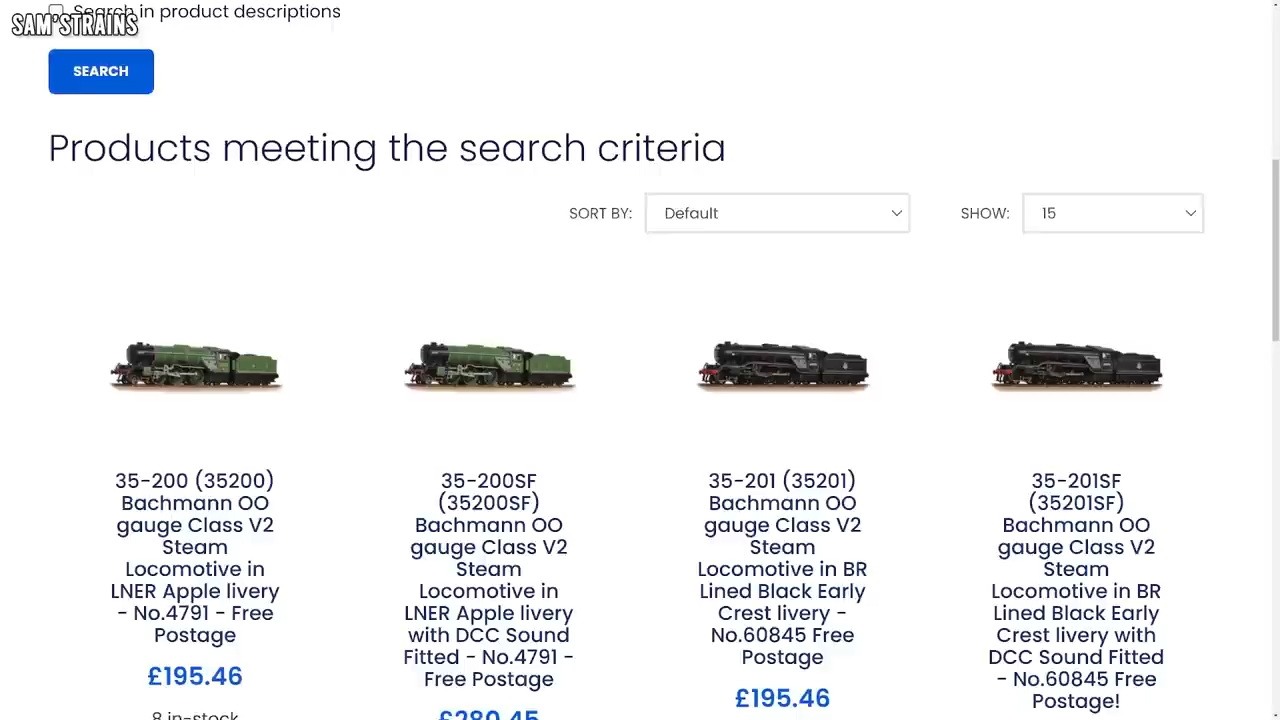 Search in product descriptions
SAM'STRAINS
SEARCH
Products meeting the search criteria
SORT BY: Default SHOW: 15
35-200 (35200)
Bachmann OO
gauge Class V2
Steam
Locomotive in
LNER Apple livery
- No.4791 - Free
Postage
£195.46
8 in-stock
35-200SF
(35200SF)
Bachmann OO
gauge Class V2
Steam
Locomotive in
LNER Apple livery
with DCC Sound
Fitted - No.4791 -
Free Postage
£280.45
35-201 (35201)
Bachmann OO
gauge Class V2
Steam
Locomotive in BR
Lined Black Early
Crest livery -
No.60845 Free
Postage
£195.46
35-201SF
(35201SF)
Bachmann OO
gauge Class V2
Steam
Locomotive in BR
Lined Black Early
Crest livery with
DCC Sound Fitted
- No.60845 Free
Postage!